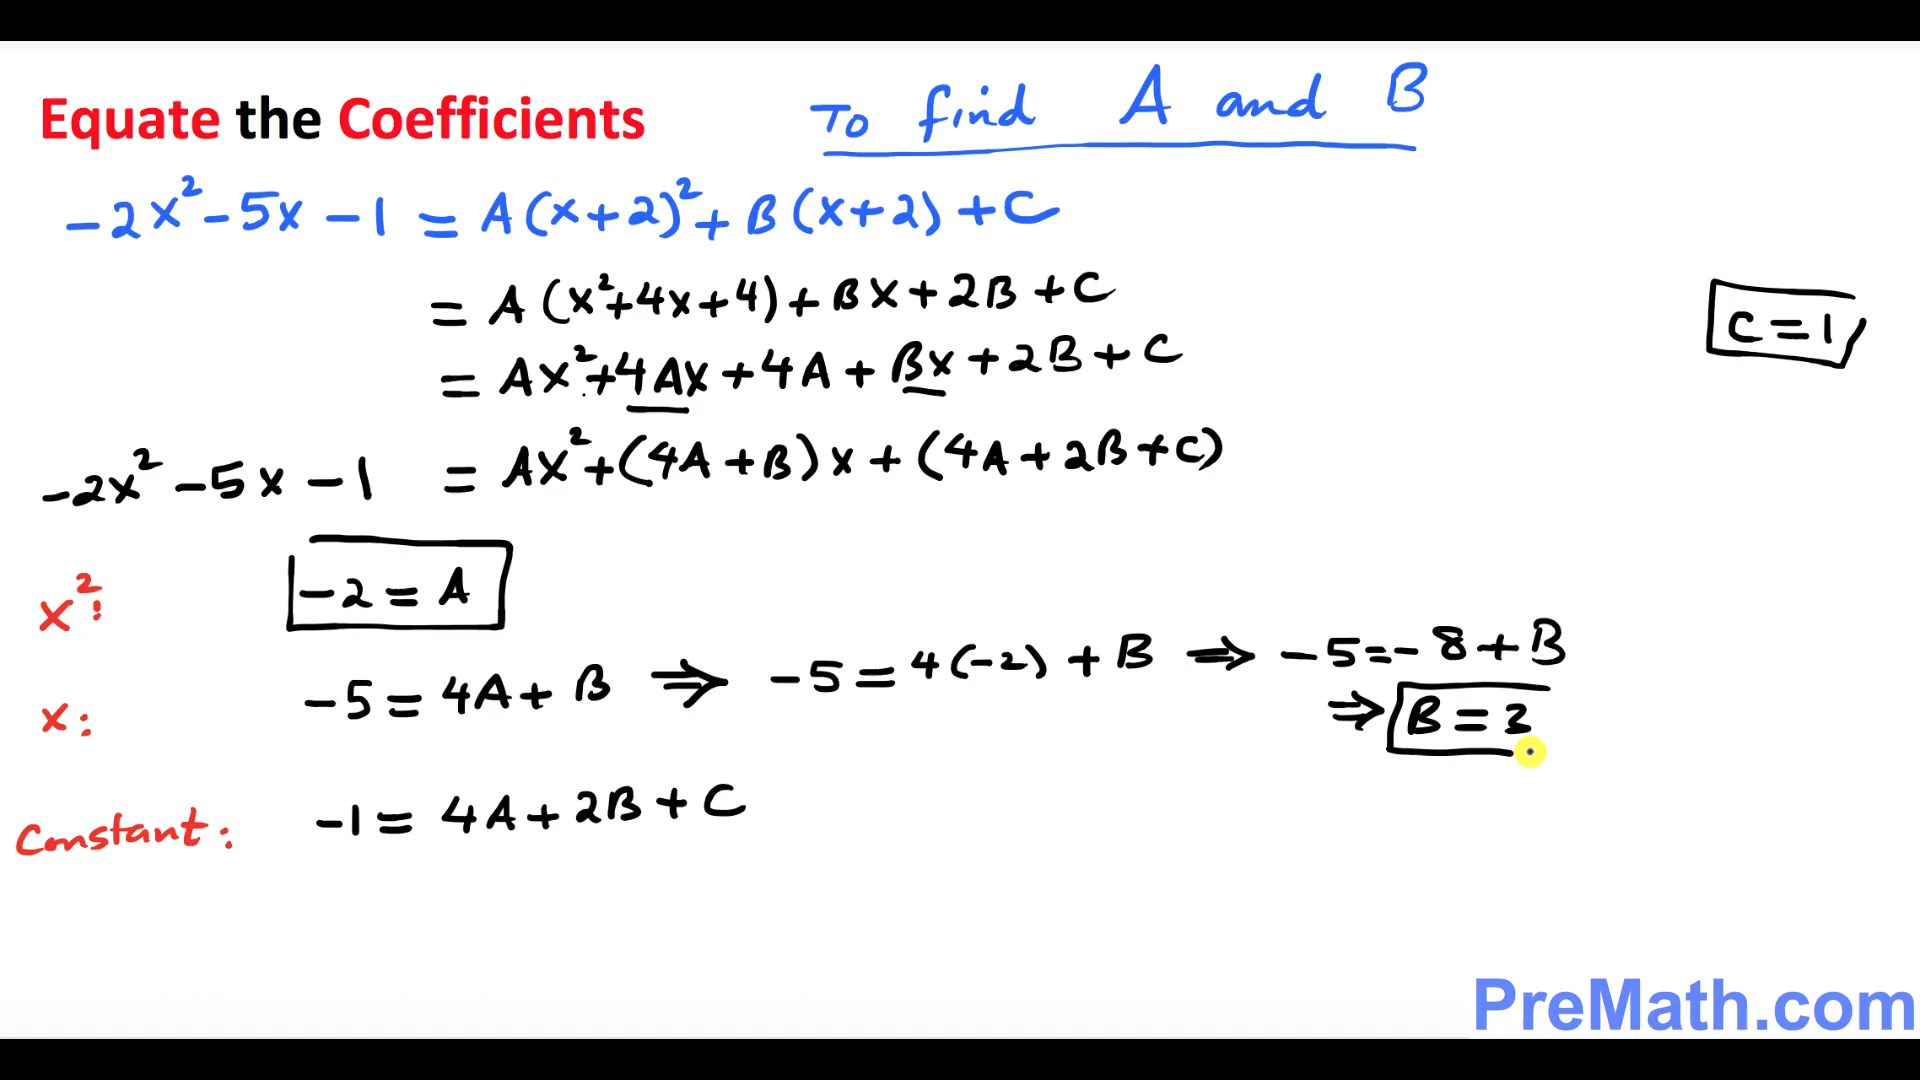 Equate the Coefficients
To find A and B
-2x² - 5x - 1 = A(x+2)² + B(x+2) + C
= A(x²+4x+4) + Bx + 2B + C
C = 1
= Ax² + 4Ax + 4A + Bx + 2B + C
-2x² - 5x - 1 = Ax² + (4A + B)x + (4A + 2B + C)
x²: -2 = A
x: -5 = 4A + B ⇒ -5 = 4(-2) + B ⇒ -5 = -8 + B
⇒ B = 3
Constant: -1 = 4A + 2B + C
PreMath.com